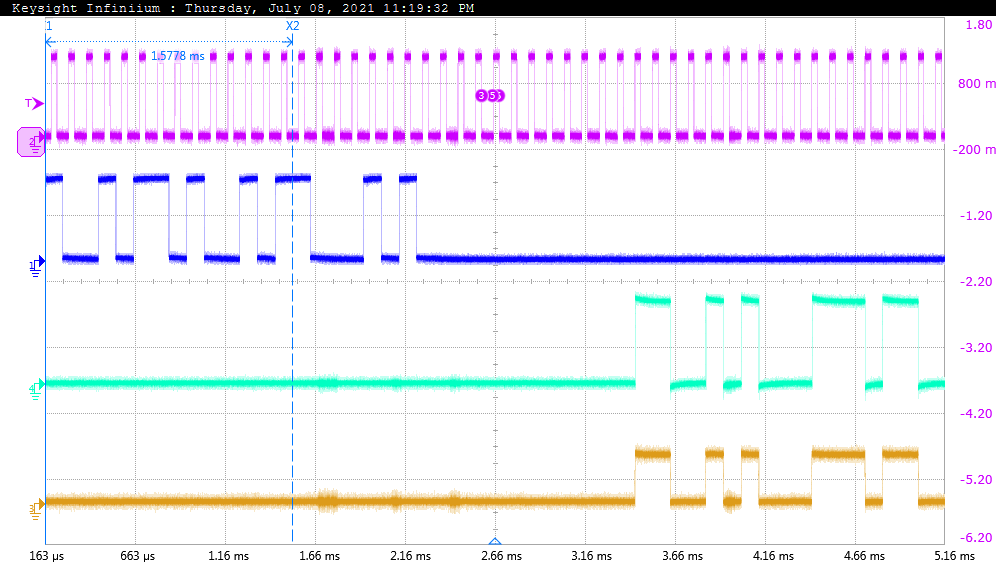 Keysight Infiniium : Thursday, July 08, 2021 11:19:32 PM
1 X2 1.80
1.5778 ms
800 m
T
2
-200 m
-1.20
1
-2.20
-3.20
4
-4.20
-5.20
3
-6.20
163 µs 663 µs 1.16 ms 1.66 ms 2.16 ms 2.66 ms 3.16 ms 3.66 ms 4.16 ms 4.66 ms 5.16 ms